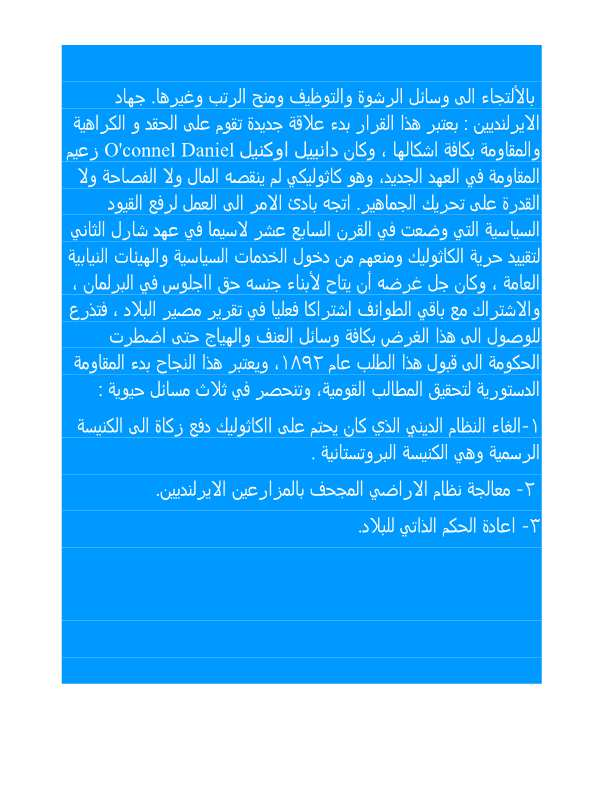 بالألتجاء الى وسائل الرشوة والتوظيف ومنح الرتب وغيرها. جهاد
الايرلنديين : بعتبر هذا القرار بدء علاقة جديدة تقوم على الحقد و الكراهية
والمقاومة بكافة اشكالها ، وكان دانييل اوكنيل O'connel Daniel زعيم
المقاومة في العهد الجديد، وهو كاثوليكي لم ينقصه المال ولا الفصاحة ولا
القدرة على تحريك الجماهير. اتجه بادئ الامر الى العمل لرفع القيود
السياسية التي وضعت في القرن السابع عشر لاسيما في عهد شارل الثاني
لتقييد حرية الكاثوليك ومنعهم من دخول الخدمات السياسية والهيئات النيابية
العامة ، وكان جل غرضه أن يتاح لأبناء جنسه حق ااجلوس في البرلمان ،
والاشتراك مع باقي الطوائف اشتراكا فعليا في تقرير مصير البلاد ، فتذرع
للوصول الى هذا الغرض بكافة وسائل العنف والهياج حتى اضطرت
الحكومة الى قبول هذا الطلب عام ١٨٩٢، ويعتبر هذا النجاح بدء المقاومة
الدستورية لتحقيق المطالب القومية، وتنحصر في ثلاث مسائل حيوية :
١-الغاء النظام الديني الذي كان يحتم على ااكاثوليك دفع زكاة الى الكنيسة
الرسمية وهي الكنيسة البروتستانية .
٢- معالجة نظام الاراضي المجحف بالمزارعين الايرلنديين.
٣- اعادة الحكم الذاتي للبلاد.